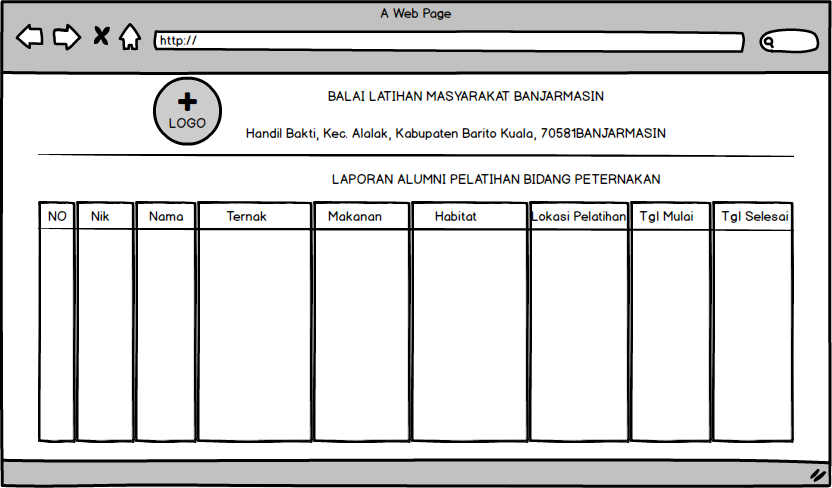 A Web Page
http://
LOGO
BALAI LATIHAN MASYARAKAT BANJARMASIN
Handil Bakti, Kec. Alalak, Kabupaten Barito Kuala, 70581BANJARMASIN
LAPORAN ALUMNI PELATIHAN BIDANG PETERNAKAN
NO Nik Nama Ternak Makanan Habitat Lokasi Pelatihan Tgl Mulai Tgl Selesai